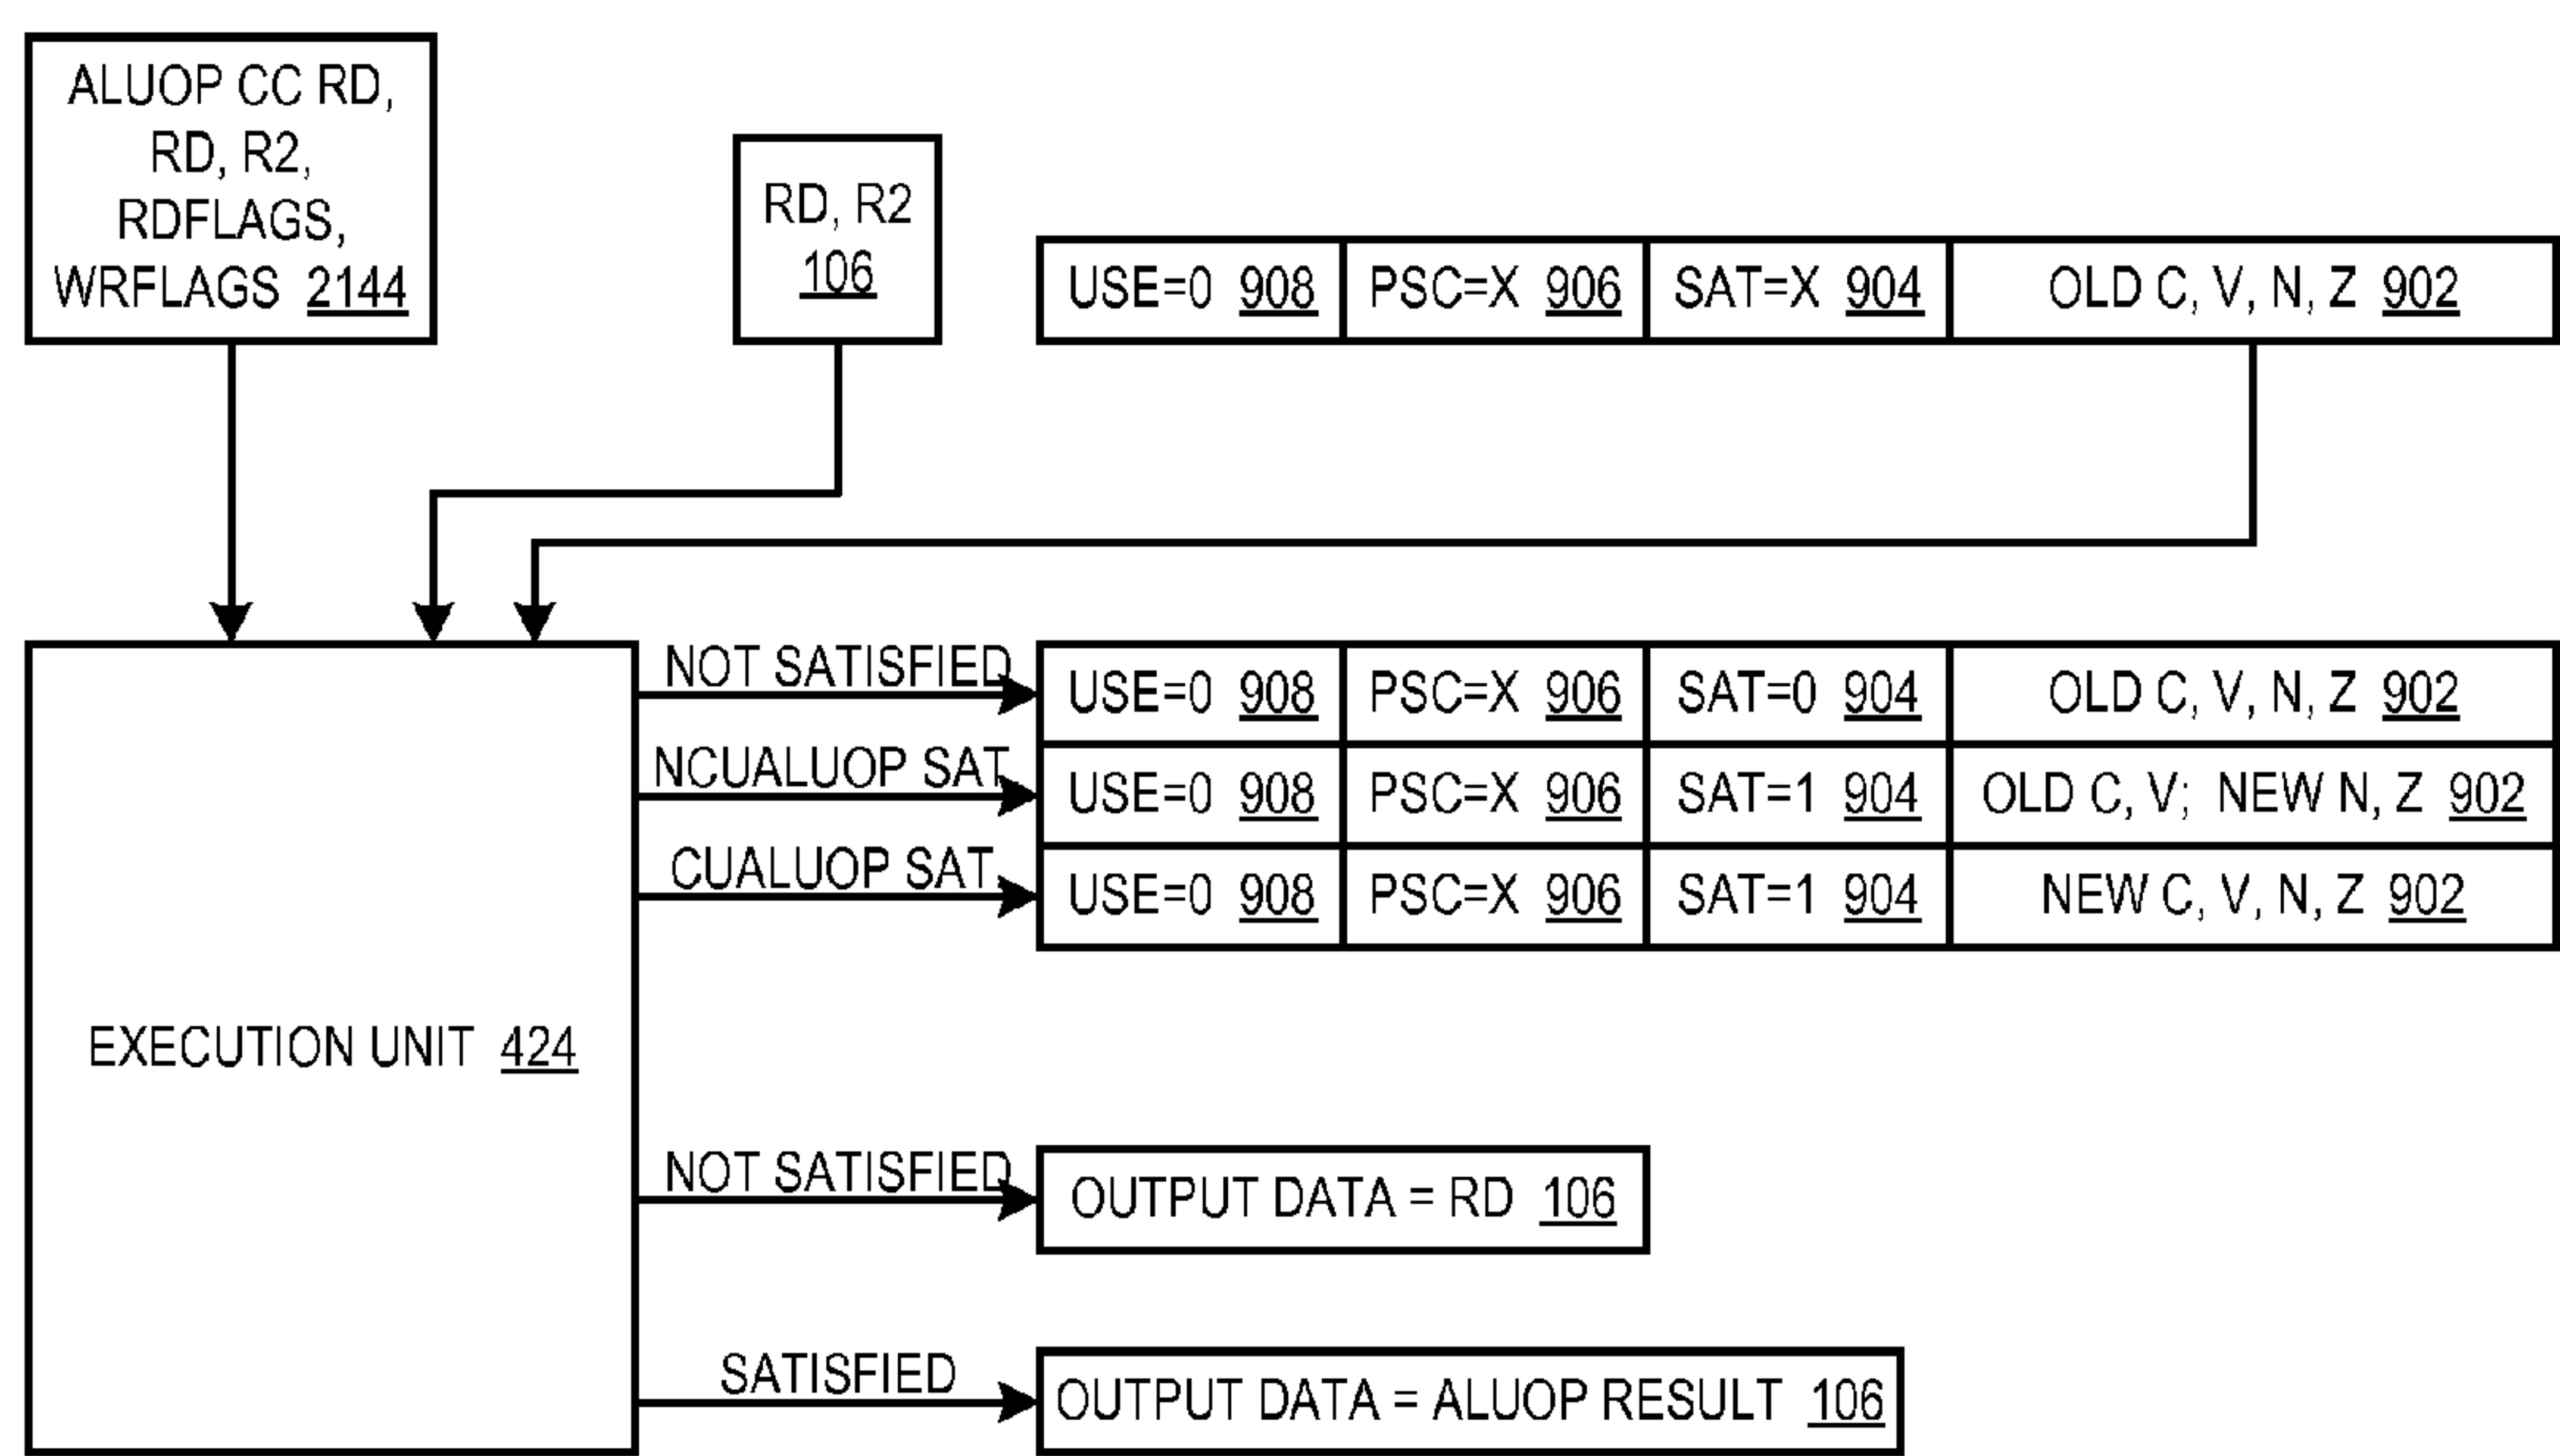 ALUOP CC RD,
RD, R2,
RDFLAGS,
WRFLAGS 2144
RD, R2
106
USE=0 908 PSC=X 906 SAT=X 904 OLD C, V, N, Z 902
NOT SATISFIED USE=0 908 PSC=X 906 SAT=0 904 OLD C, V, N, Z 902
NCUALUOP SAT USE=0 908 PSC=X 906 SAT=1 904 OLD C, V; NEW N, Z 902
CUALUOP SAT USE=0 908 PSC=X 906 SAT=1 904 NEW C, V, N, Z 902
EXECUTION UNIT 424
NOT SATISFIED OUTPUT DATA = RD 106
SATISFIED OUTPUT DATA = ALUOP RESULT 106